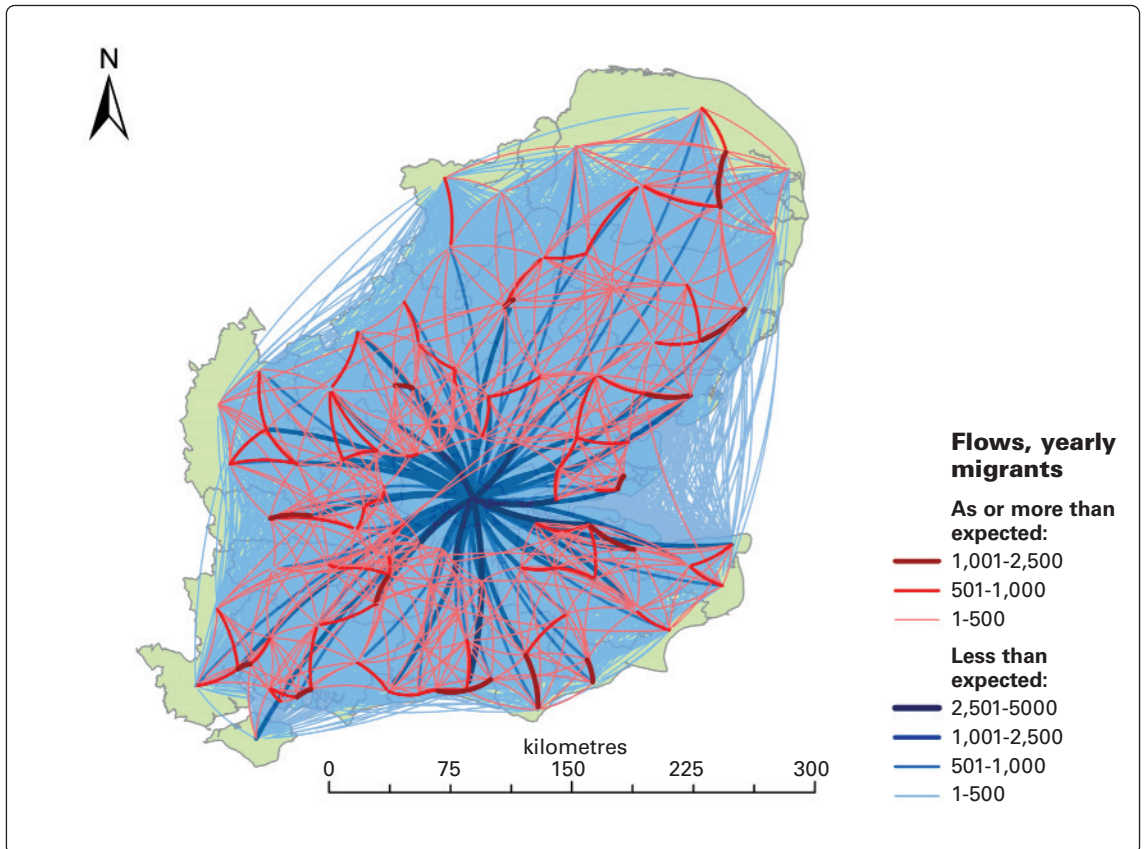 N
kilometres
0 75 150 225 300
Flows, yearly
migrants
As or more than
expected:
1,001-2,500
501-1,000
1-500
Less than
expected:
2,501-5000
1,001-2,500
501-1,000
1-500